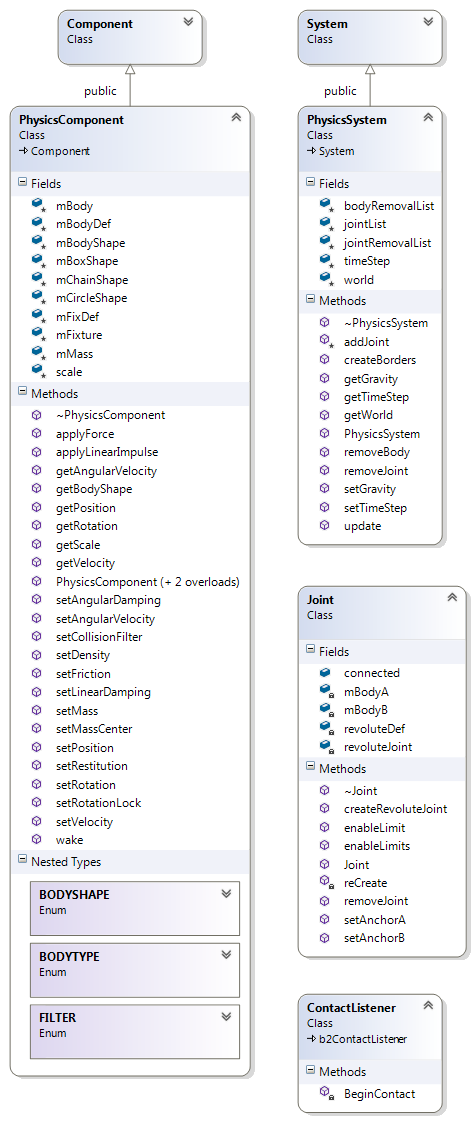 Component
Class
public
PhysicsComponent
Class
Component
Fields
mBody
mBodyDef
mBodyShape
mBoxShape
mChainShape
mCircleShape
mFixDef
mFixture
mMass
scale
Methods
~PhysicsComponent
applyForce
applyLinearImpulse
getAngularVelocity
getBodyShape
getPosition
getRotation
getScale
getVelocity
PhysicsComponent (+ 2 overloads)
setAngularDamping
setAngularVelocity
setCollisionFilter
setDensity
setFriction
setLinearDamping
setMass
setMassCenter
setPosition
setRestitution
setRotation
setRotationLock
setVelocity
wake
Nested Types
BODYSHAPE
Enum
BODYTYPE
Enum
FILTER
Enum
System
Class
public
PhysicsSystem
Class
System
Fields
bodyRemovalList
jointList
jointRemovalList
timeStep
world
Methods
~PhysicsSystem
addJoint
createBorders
getGravity
getTimeStep
getWorld
PhysicsSystem
removeBody
removeJoint
setGravity
setTimeStep
update
Joint
Class
Fields
connected
mBodyA
mBodyB
revoluteDef
revoluteJoint
Methods
~Joint
createRevoluteJoint
enableLimit
enableLimits
Joint
reCreate
removeJoint
setAnchorA
setAnchorB
ContactListener
Class
b2ContactListener
Methods
BeginContact